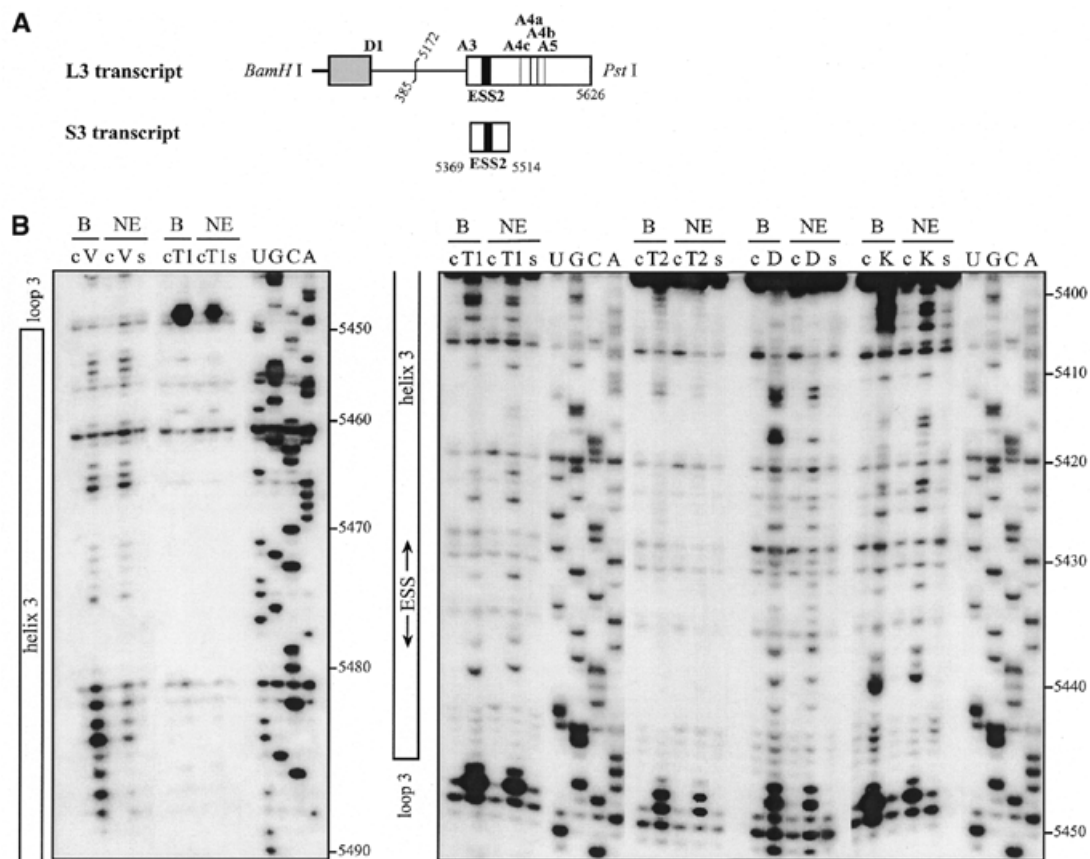 A
A4a
D1 A3 A4c A4b A5
L3 transcript BamH I 385 5172 ESS2 5626 Pst I
S3 transcript
5369 ESS2 5514
B
B NE B NE
c V c V s cT1 cT1s U G C A
loop 3
helix 3
5450
5460
5470
5480
5490
B NE B NE B NE B NE
c T1 c T1 s U G C A c T2 c T2 s c D c D s c K c K s U G C A
helix 3
ESS
loop 3
5400
5410
5420
5430
5440
5450